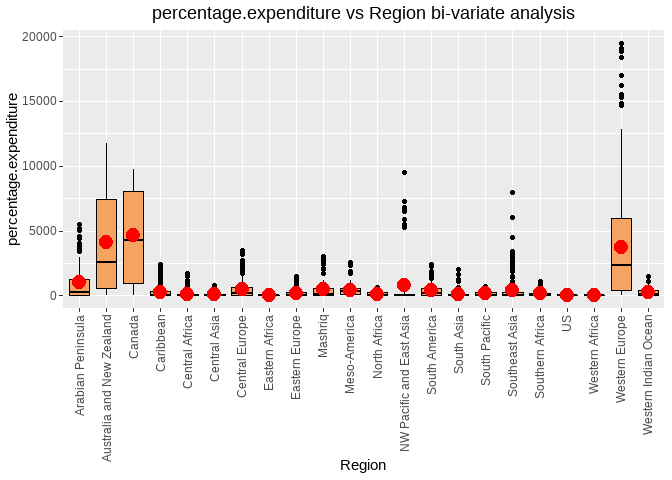 percentage.expenditure vs Region bi-variate analysis
percentage.expenditure
20000
15000
10000
5000
0
Arabian Peninsula
Australia and New Zealand
Canada
Caribbean
Central Africa
Central Asia
Central Europe
Eastern Africa
Eastern Europe
Mashriq
Meso-America
North Africa
NW Pacific and East Asia
South America
South Asia
South Pacific
Southeast Asia
Southern Africa
US
Western Africa
Western Europe
Western Indian Ocean
Region